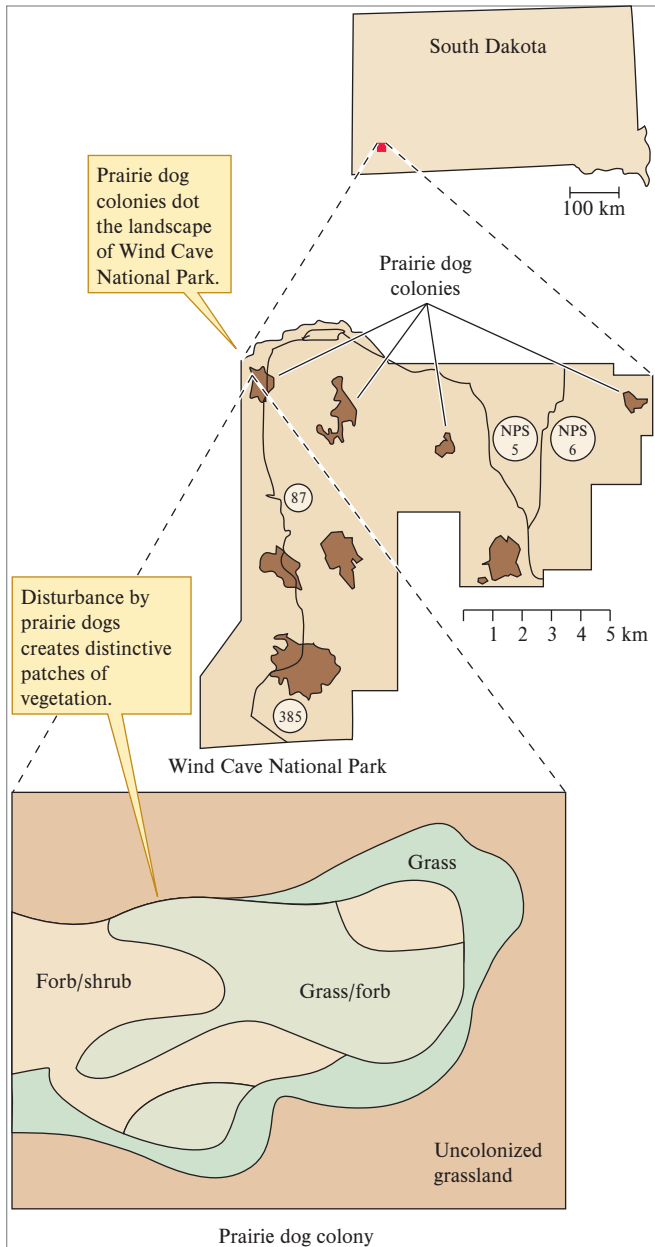 South Dakota
100 km
Prairie dog
colonies dot
the landscape
of Wind Cave
National Park.
Prairie dog
colonies
NPS
5
NPS
6
87
Disturbance by
prairie dogs
creates distinctive
patches of
vegetation.
1 2 3 4 5 km
385
Wind Cave National Park
Grass
Forb/shrub
Grass/forb
Uncolonized
grassland
Prairie dog colony